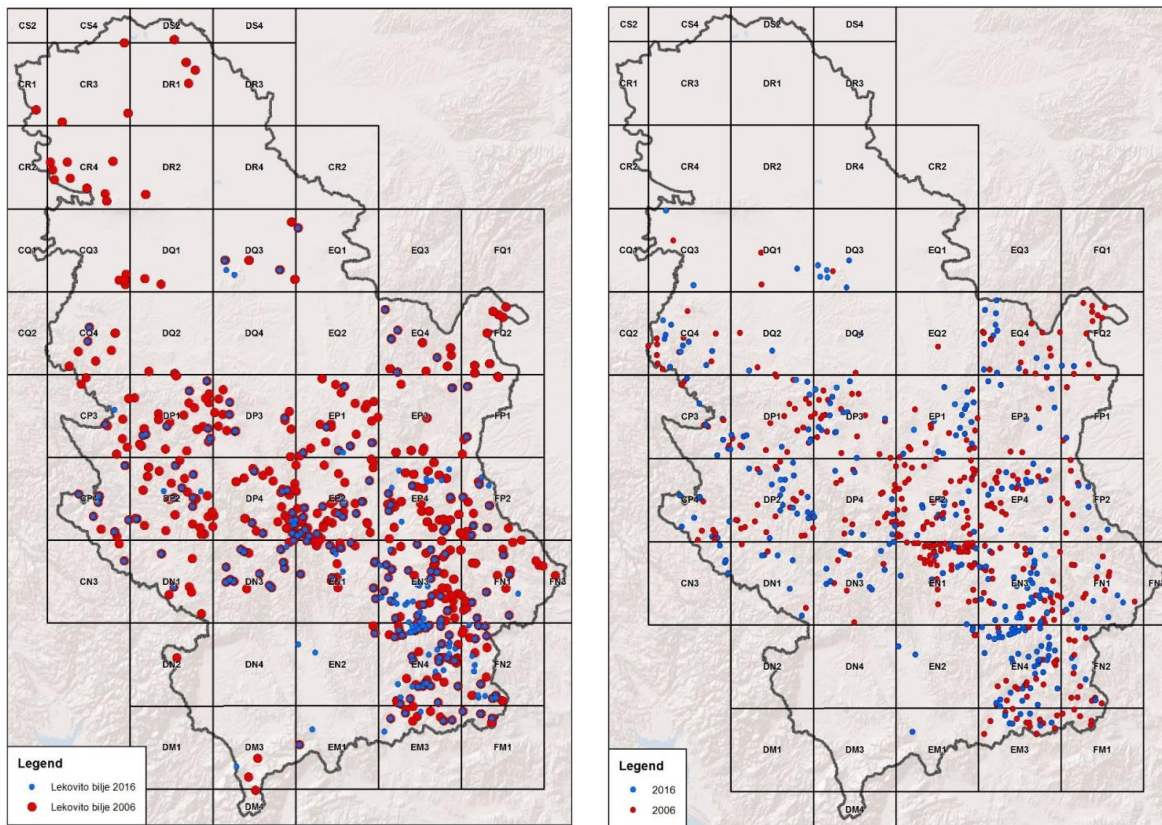 CS2 CS4 DS2 DS4
CR1 CR3 DR1 DR3
CR2 CR4 DR2 DR4 CR2
CQ1 CQ3 DQ1 DQ3 EQ1 EQ3 FQ1
CQ2 CQ4 DQ2 DQ4 EQ2 EQ4 FQ2
CP3 DP1 DP3 EP1 EP3 FP1
CP4 DP2 DP4 EP2 EP4 FP2
CN3 DN1 DN3 EN1 EN3 FN1 FN3
DN2 DN4 EN2 EN4 FN2
DM1 DM3 EM1 EM3 FM1
DM4
Legend
Lekovito bilje 2016
Lekovito bilje 2006
CS2 CS4 DS2 DS4
CR1 CR3 DR1 DR3
CR2 CR4 DR2 DR4 CR2
CQ1 CQ3 DQ1 DQ3 EQ1 EQ3 FQ1
CQ2 CQ4 DQ2 DQ4 EQ2 EQ4 FQ2
CP3 DP1 DP3 EP1 EP3 FP1
CP4 DP2 DP4 EP2 EP4 FP2
CN3 DN1 DN3 EN1 EN3 FN1
DN2 DN4 EN2 EN4 FN2
DM1 DM3 EM1 EM3 FM1
DM4
Legend
2016
2006